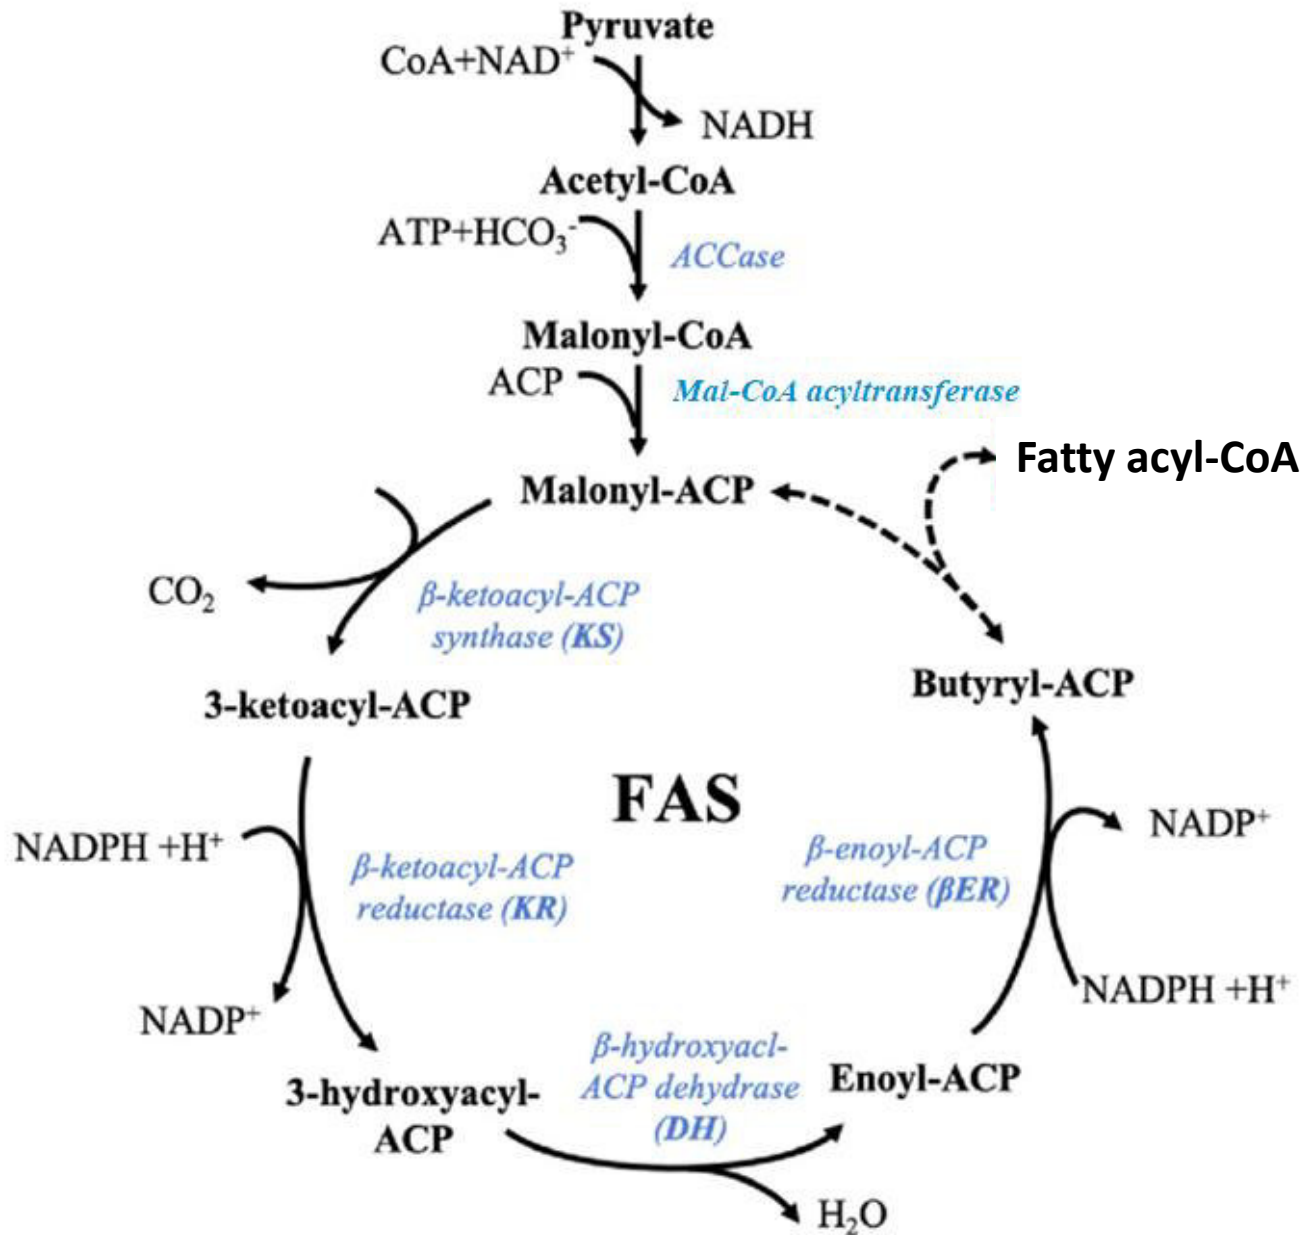 Pyruvate
CoA+NAD⁺
NADH
Acetyl-CoA
ATP+HCO₃⁻
ACCase
Malonyl-CoA
ACP
Mal-CoA acyltransferase
Fatty acyl-CoA
Malonyl-ACP
CO₂
β-ketoacyl-ACP
synthase (KS)
3-ketoacyl-ACP
Butyryl-ACP
FAS
NADPH +H⁺
β-ketoacyl-ACP
reductase (KR)
β-enoyl-ACP
reductase (βER)
NADP⁺
NADP⁺
NADPH +H⁺
3-hydroxyacyl-
ACP
β-hydroxyacl-
ACP dehydrase
(DH)
Enoyl-ACP
H₂O